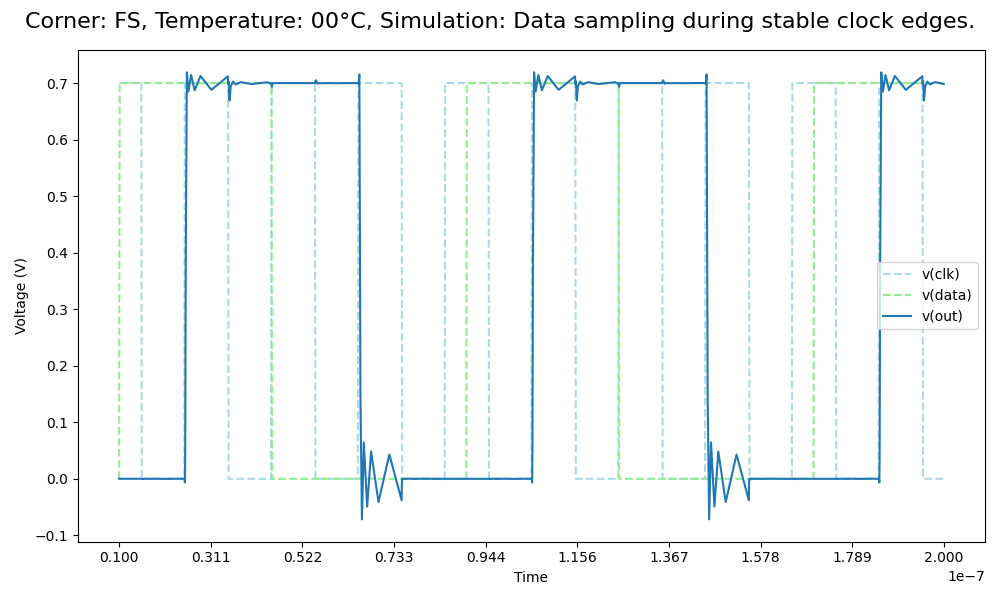 Corner: FS, Temperature: 00°C, Simulation: Data sampling during stable clock edges.
Voltage (V)
0.7
0.6
0.5
0.4
0.3
0.2
0.1
0.0
−0.1
v(clk)
v(data)
v(out)
0.100 0.311 0.522 0.733 0.944 1.156 1.367 1.578 1.789 2.000
1e−7
Time